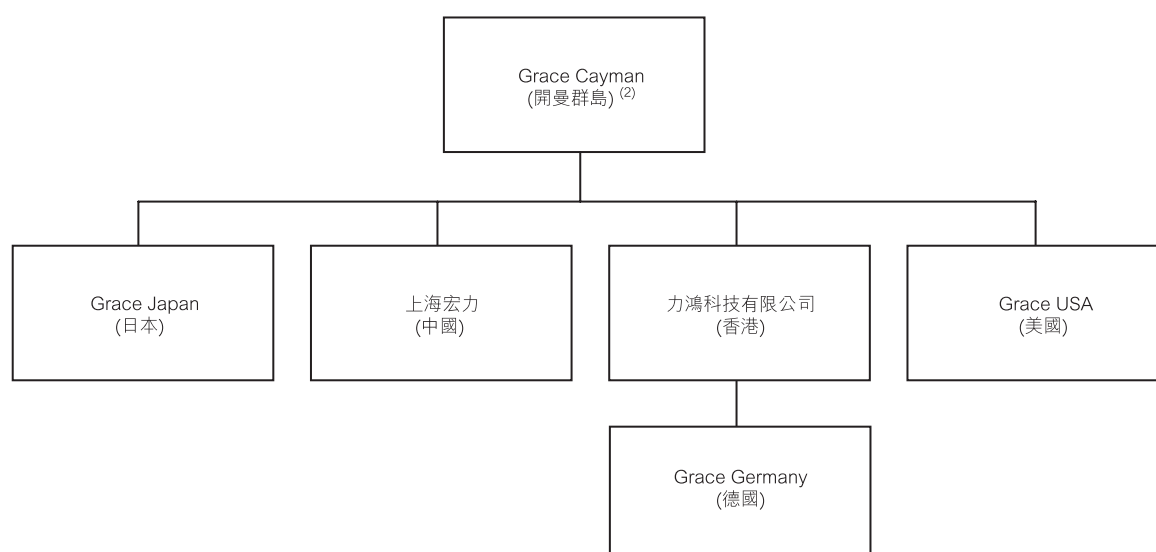 Grace Cayman
(開曼群島) (2)
Grace Japan
(日本)
上海宏力
(中國)
力鴻科技有限公司
(香港)
Grace USA
(美國)
Grace Germany
(德國)